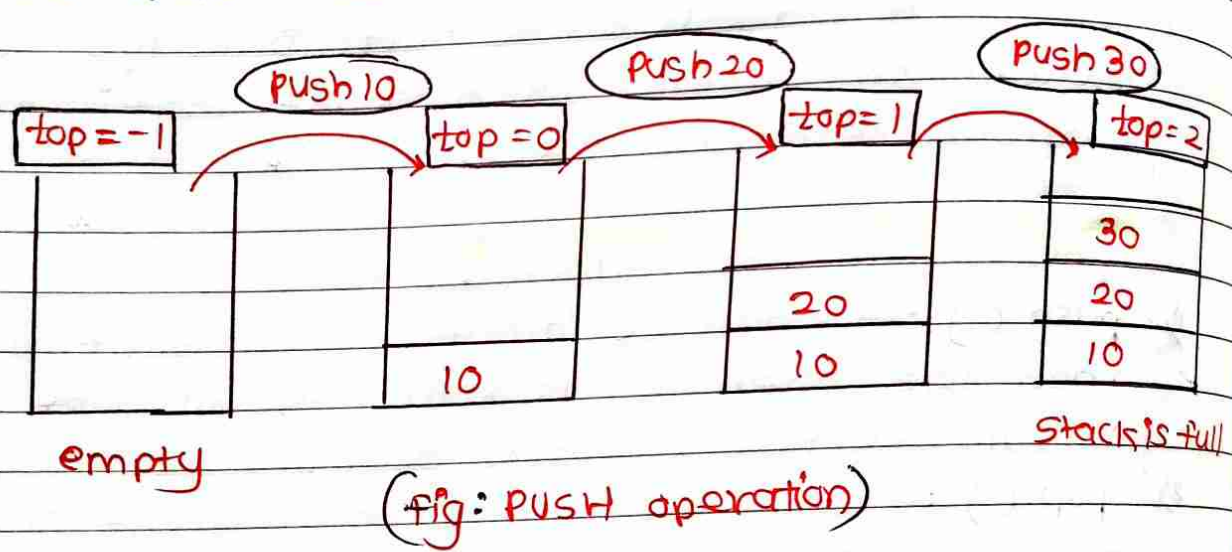 push 10
push 20
push 30
top = -1
top = 0
top = 1
top = 2
30
20
20
10
10
10
empty
Stack is full
(fig: PUSH operation)